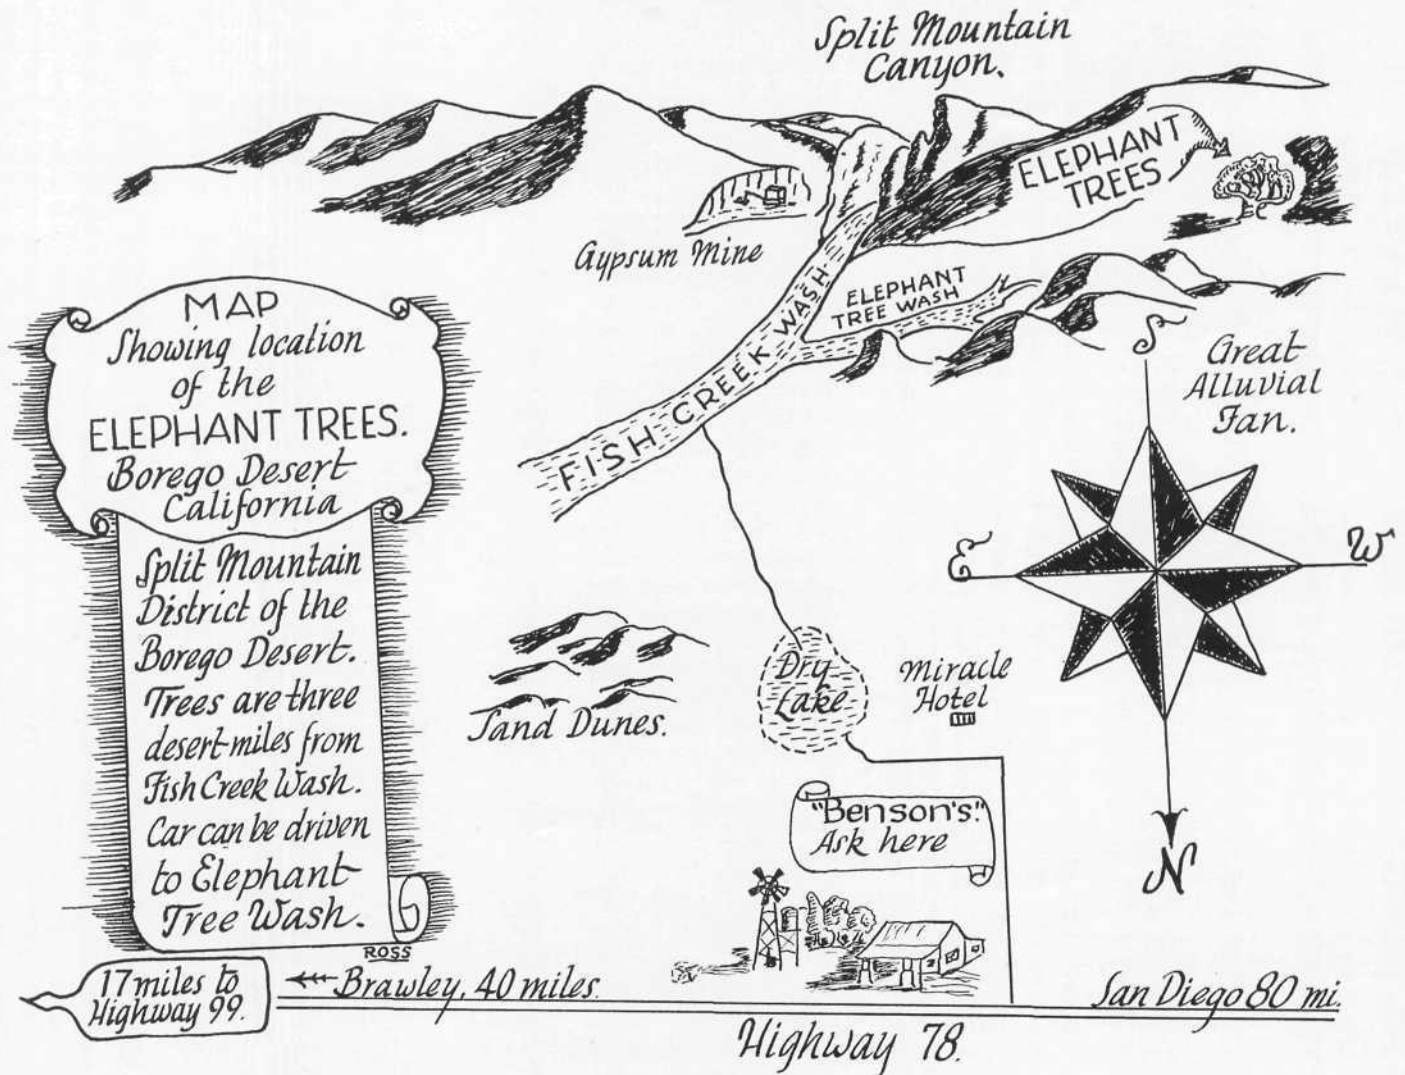 Split Mountain
Canyon.
ELEPHANT
TREES
Gypsum Mine
ELEPHANT
TREE WASH
FISH CREEK WASH.
MAP
Showing location
of the
ELEPHANT TREES.
Borego Desert
California
Split Mountain
District of the
Borego Desert.
Trees are three
desert miles from
Fish Creek Wash.
Car can be driven
to Elephant
Tree Wash.
ROSS
S
Great
Alluvial
Fan.
E
W
N
Sand Dunes.
Dry
Lake
Miracle
Hotel
"Benson's."
Ask here
17 miles to
Highway 99.
Brawley, 40 miles.
San Diego 80 mi.
Highway 78.